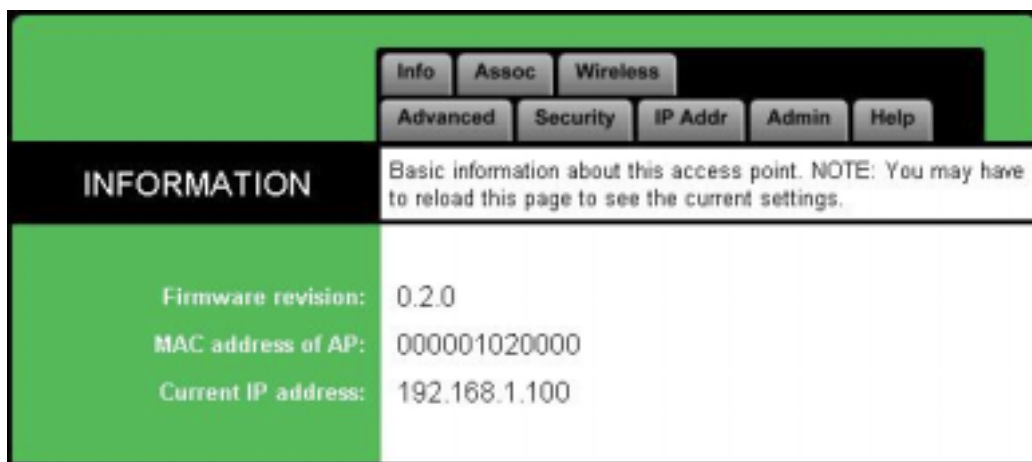 Info Assoc Wireless
Advanced Security IP Addr Admin Help
INFORMATION
Basic information about this access point. NOTE: You may have
to reload this page to see the current settings.
Firmware revision: 0.2.0
MAC address of AP: 000001020000
Current IP address: 192.168.1.100